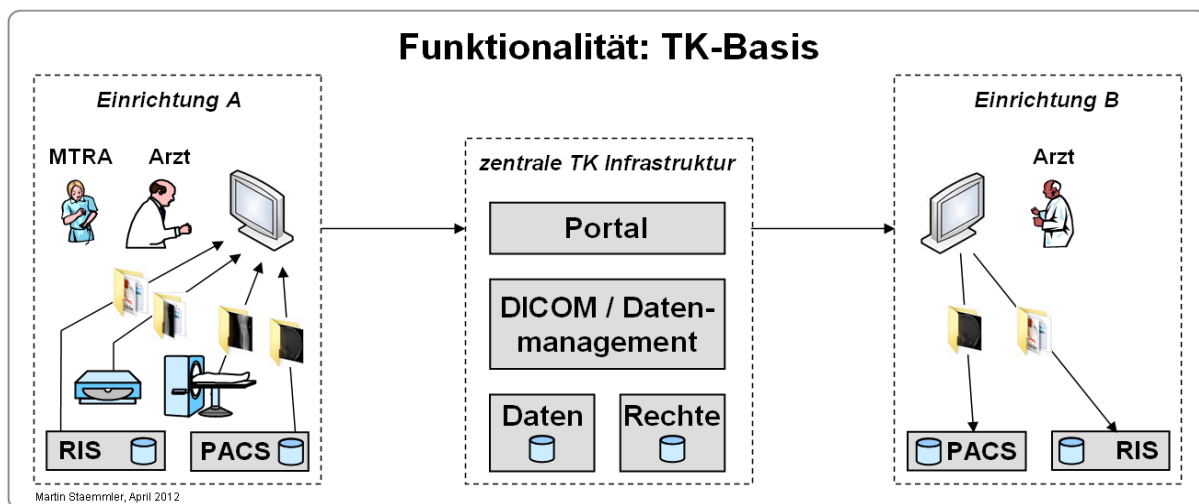 Funktionalität: TK-Basis
Einrichtung A
MTRA
Arzt
RIS
PACS
zentrale TK Infrastruktur
Portal
DICOM / Daten-
management
Daten
Rechte
Einrichtung B
Arzt
PACS
RIS
Martin Staemmler, April 2012